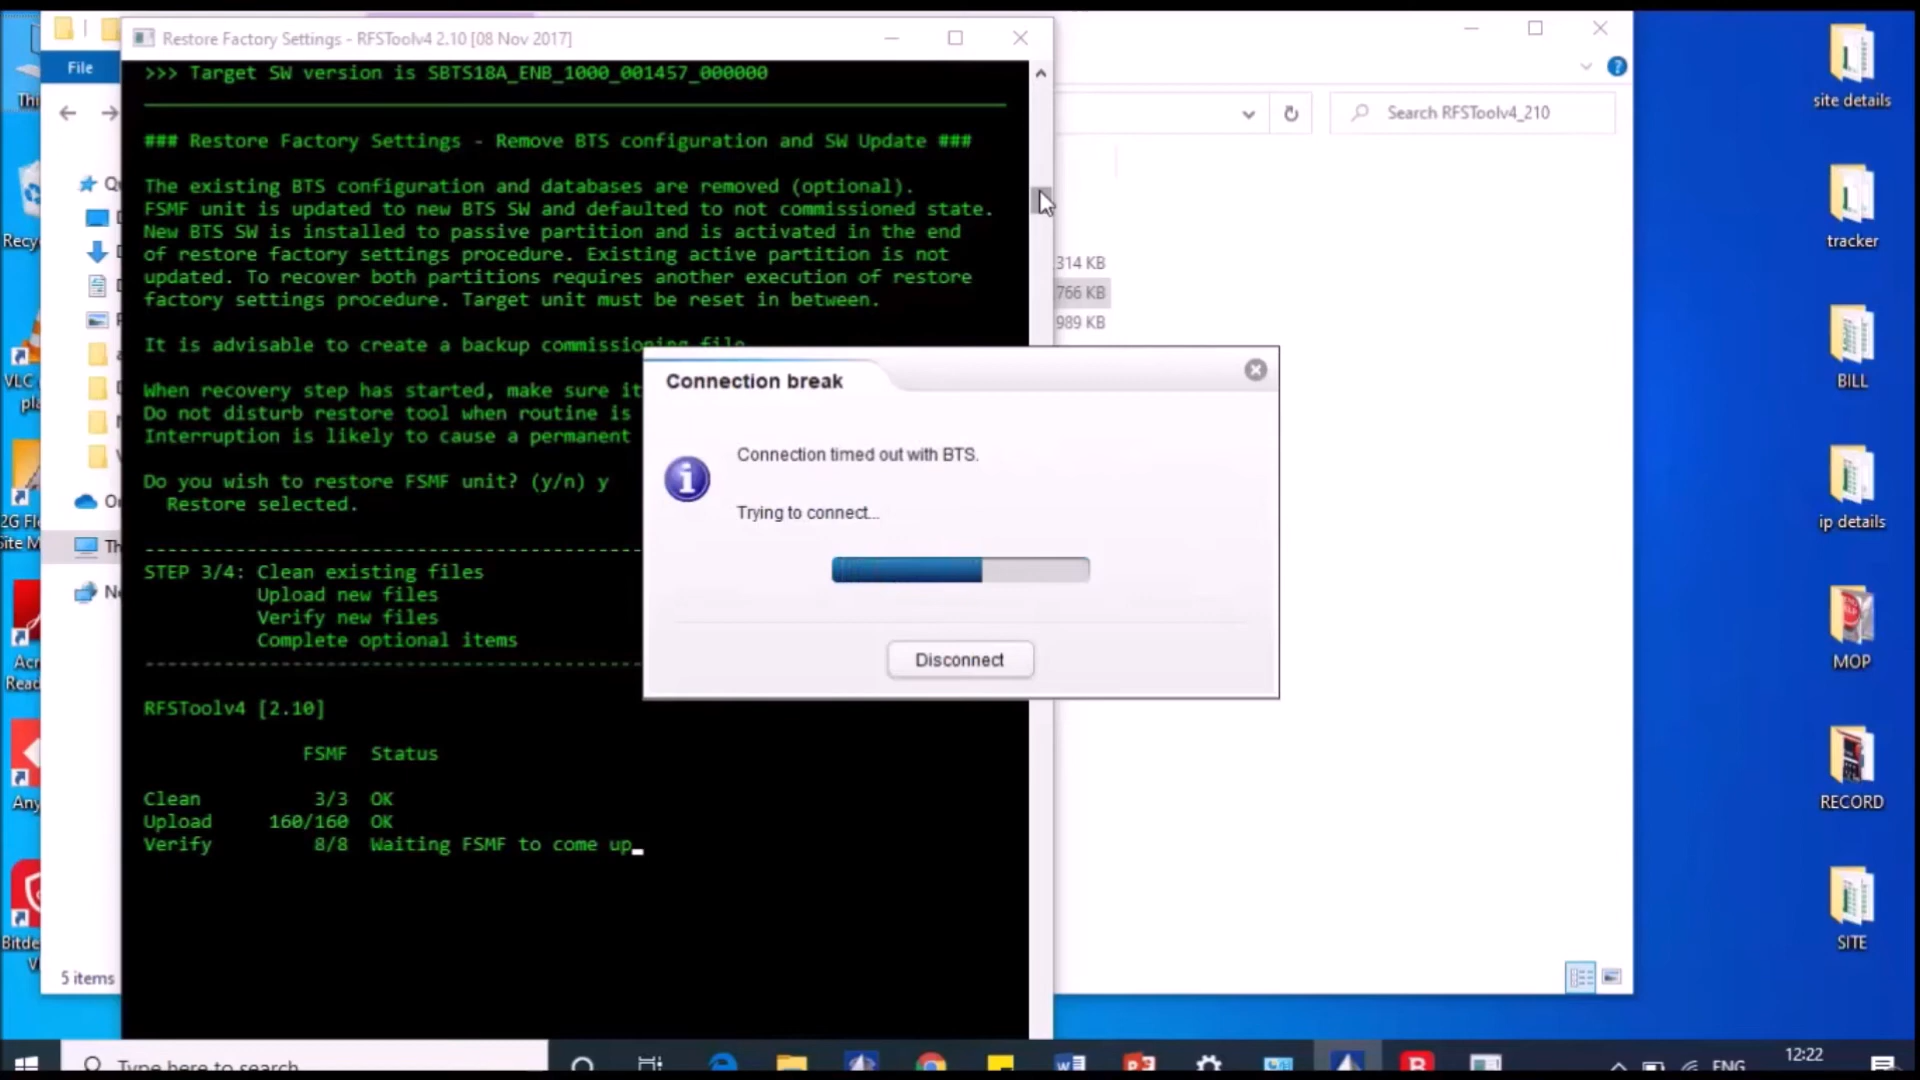 Restore Factory Settings - RFSToolv4 2.10 [08 Nov 2017]
File
>>> Target SW version is SBTS18A_ENB_1000_001457_000000
### Restore Factory Settings - Remove BTS configuration and SW Update ###
The existing BTS configuration and databases are removed (optional).
FSMF unit is updated to new BTS SW and defaulted to not commissioned state.
New BTS SW is installed to passive partition and is activated in the end
of restore factory settings procedure. Existing active partition is not
updated. To recover both partitions requires another execution of restore
factory settings procedure. Target unit must be reset in between.
It is advisable to create a backup commissioning file
When recovery step has started, make sure it
Do not disturb restore tool when routine is
Interruption is likely to cause a permanent
Do you wish to restore FSMF unit? (y/n) y
Restore selected.
STEP 3/4: Clean existing files
Upload new files
Verify new files
Complete optional items
RFSToolv4 [2.10]
FSMF Status
Clean 3/3 OK
Upload 160/160 OK
Verify 8/8 Waiting FSMF to come up
Connection break
Connection timed out with BTS.
Trying to connect...
Disconnect
Search RFSToolv4_210
314 KB
766 KB
989 KB
5 items
site details
tracker
BILL
ip details
MOP
RECORD
SITE
VLC
Type here to search
ENG
12:22